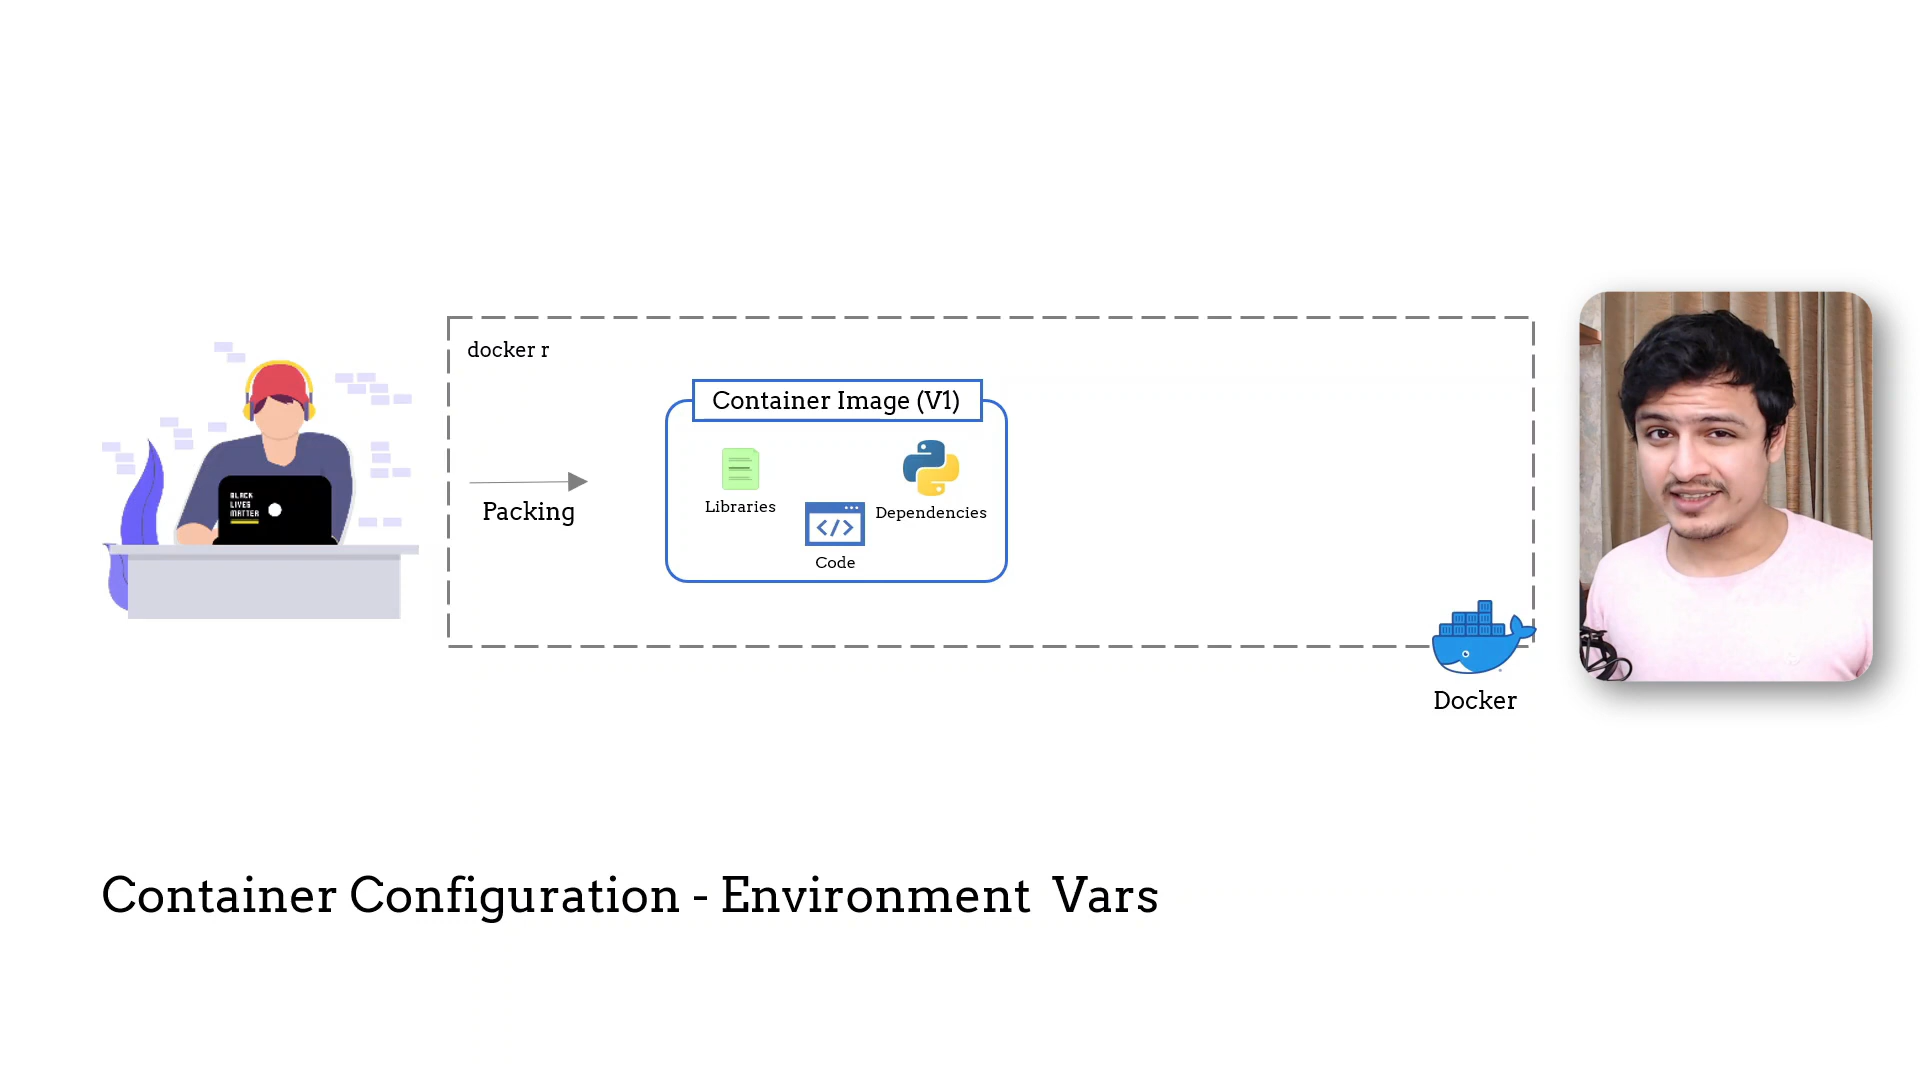 docker r
Container Image (V1)
Libraries
Dependencies
Code
Packing
BLACK
LIVES
MATTER
Docker
Container Configuration - Environment Vars